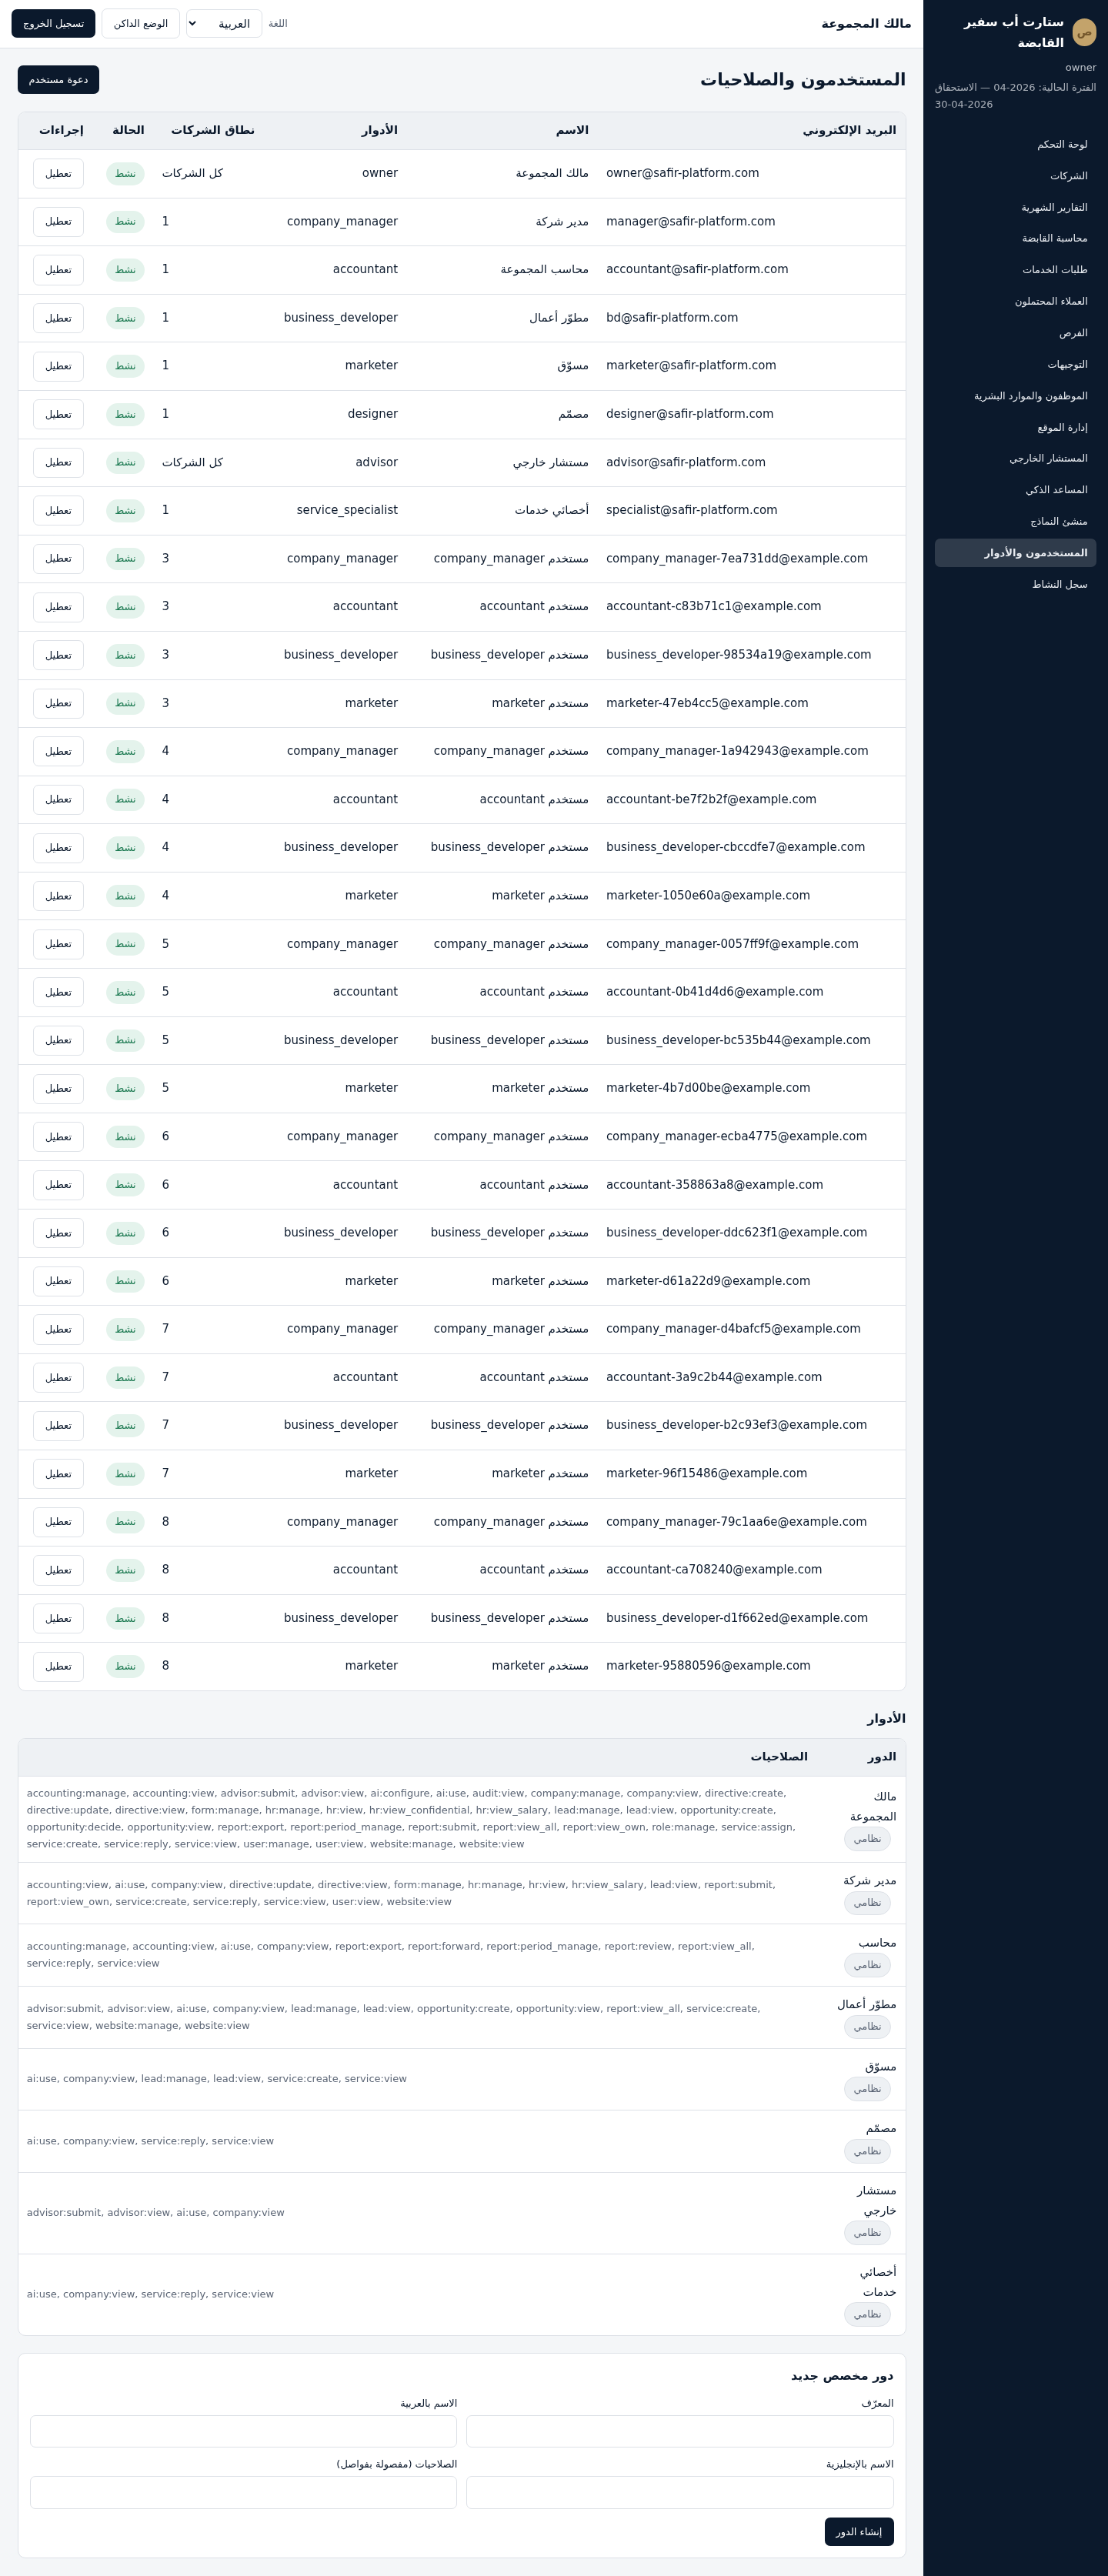 ص
ستارت أب سفير
القابضة
owner
الفترة الحالية: 2026-04 — الاستحقاق
30-04-2026
لوحة التحكم
الشركات
التقارير الشهرية
محاسبة القابضة
طلبات الخدمات
العملاء المحتملون
الفرص
التوجيهات
الموظفون والموارد البشرية
إدارة الموقع
المستشار الخارجي
المساعد الذكي
منشئ النماذج
المستخدمون والأدوار
سجل النشاط
مالك المجموعة اللغة العربية الوضع الداكن تسجيل الخروج
المستخدمون والصلاحيات دعوة مستخدم
البريد الإلكتروني الاسم الأدوار نطاق الشركات الحالة إجراءات
owner@safir-platform.com مالك المجموعة owner كل الشركات نشط تعطيل
manager@safir-platform.com مدير شركة company_manager 1 نشط تعطيل
accountant@safir-platform.com محاسب المجموعة accountant 1 نشط تعطيل
bd@safir-platform.com مطوّر أعمال business_developer 1 نشط تعطيل
marketer@safir-platform.com مسوّق marketer 1 نشط تعطيل
designer@safir-platform.com مصمّم designer 1 نشط تعطيل
advisor@safir-platform.com مستشار خارجي advisor كل الشركات نشط تعطيل
specialist@safir-platform.com أخصائي خدمات service_specialist 1 نشط تعطيل
company_manager-7ea731dd@example.com مستخدم company_manager company_manager 3 نشط تعطيل
accountant-c83b71c1@example.com مستخدم accountant accountant 3 نشط تعطيل
business_developer-98534a19@example.com مستخدم business_developer business_developer 3 نشط تعطيل
marketer-47eb4cc5@example.com مستخدم marketer marketer 3 نشط تعطيل
company_manager-1a942943@example.com مستخدم company_manager company_manager 4 نشط تعطيل
accountant-be7f2b2f@example.com مستخدم accountant accountant 4 نشط تعطيل
business_developer-cbccdfe7@example.com مستخدم business_developer business_developer 4 نشط تعطيل
marketer-1050e60a@example.com مستخدم marketer marketer 4 نشط تعطيل
company_manager-0057ff9f@example.com مستخدم company_manager company_manager 5 نشط تعطيل
accountant-0b41d4d6@example.com مستخدم accountant accountant 5 نشط تعطيل
business_developer-bc535b44@example.com مستخدم business_developer business_developer 5 نشط تعطيل
marketer-4b7d00be@example.com مستخدم marketer marketer 5 نشط تعطيل
company_manager-ecba4775@example.com مستخدم company_manager company_manager 6 نشط تعطيل
accountant-358863a8@example.com مستخدم accountant accountant 6 نشط تعطيل
business_developer-ddc623f1@example.com مستخدم business_developer business_developer 6 نشط تعطيل
marketer-d61a22d9@example.com مستخدم marketer marketer 6 نشط تعطيل
company_manager-d4bafcf5@example.com مستخدم company_manager company_manager 7 نشط تعطيل
accountant-3a9c2b44@example.com مستخدم accountant accountant 7 نشط تعطيل
business_developer-b2c93ef3@example.com مستخدم business_developer business_developer 7 نشط تعطيل
marketer-96f15486@example.com مستخدم marketer marketer 7 نشط تعطيل
company_manager-79c1aa6e@example.com مستخدم company_manager company_manager 8 نشط تعطيل
accountant-ca708240@example.com مستخدم accountant accountant 8 نشط تعطيل
business_developer-d1f662ed@example.com مستخدم business_developer business_developer 8 نشط تعطيل
marketer-95880596@example.com مستخدم marketer marketer 8 نشط تعطيل
الأدوار
الدور الصلاحيات
مالك
المجموعة
نظامي
accounting:manage, accounting:view, advisor:submit, advisor:view, ai:configure, ai:use, audit:view, company:manage, company:view, directive:create,
directive:update, directive:view, form:manage, hr:manage, hr:view, hr:view_confidential, hr:view_salary, lead:manage, lead:view, opportunity:create,
opportunity:decide, opportunity:view, report:export, report:period_manage, report:submit, report:view_all, report:view_own, role:manage, service:assign,
service:create, service:reply, service:view, user:manage, user:view, website:manage, website:view
مدير شركة
نظامي
accounting:view, ai:use, company:view, directive:update, directive:view, form:manage, hr:manage, hr:view, hr:view_salary, lead:view, report:submit,
report:view_own, service:create, service:reply, service:view, user:view, website:view
محاسب
نظامي
accounting:manage, accounting:view, ai:use, company:view, report:export, report:forward, report:period_manage, report:review, report:view_all,
service:reply, service:view
مطوّر أعمال
نظامي
advisor:submit, advisor:view, ai:use, company:view, lead:manage, lead:view, opportunity:create, opportunity:view, report:view_all, service:create,
service:view, website:manage, website:view
مسوّق
نظامي
ai:use, company:view, lead:manage, lead:view, service:create, service:view
مصمّم
نظامي
ai:use, company:view, service:reply, service:view
مستشار
خارجي
نظامي
advisor:submit, advisor:view, ai:use, company:view
أخصائي
خدمات
نظامي
ai:use, company:view, service:reply, service:view
دور مخصص جديد
المعرّف الاسم بالعربية
الاسم بالإنجليزية الصلاحيات (مفصولة بفواصل)
إنشاء الدور